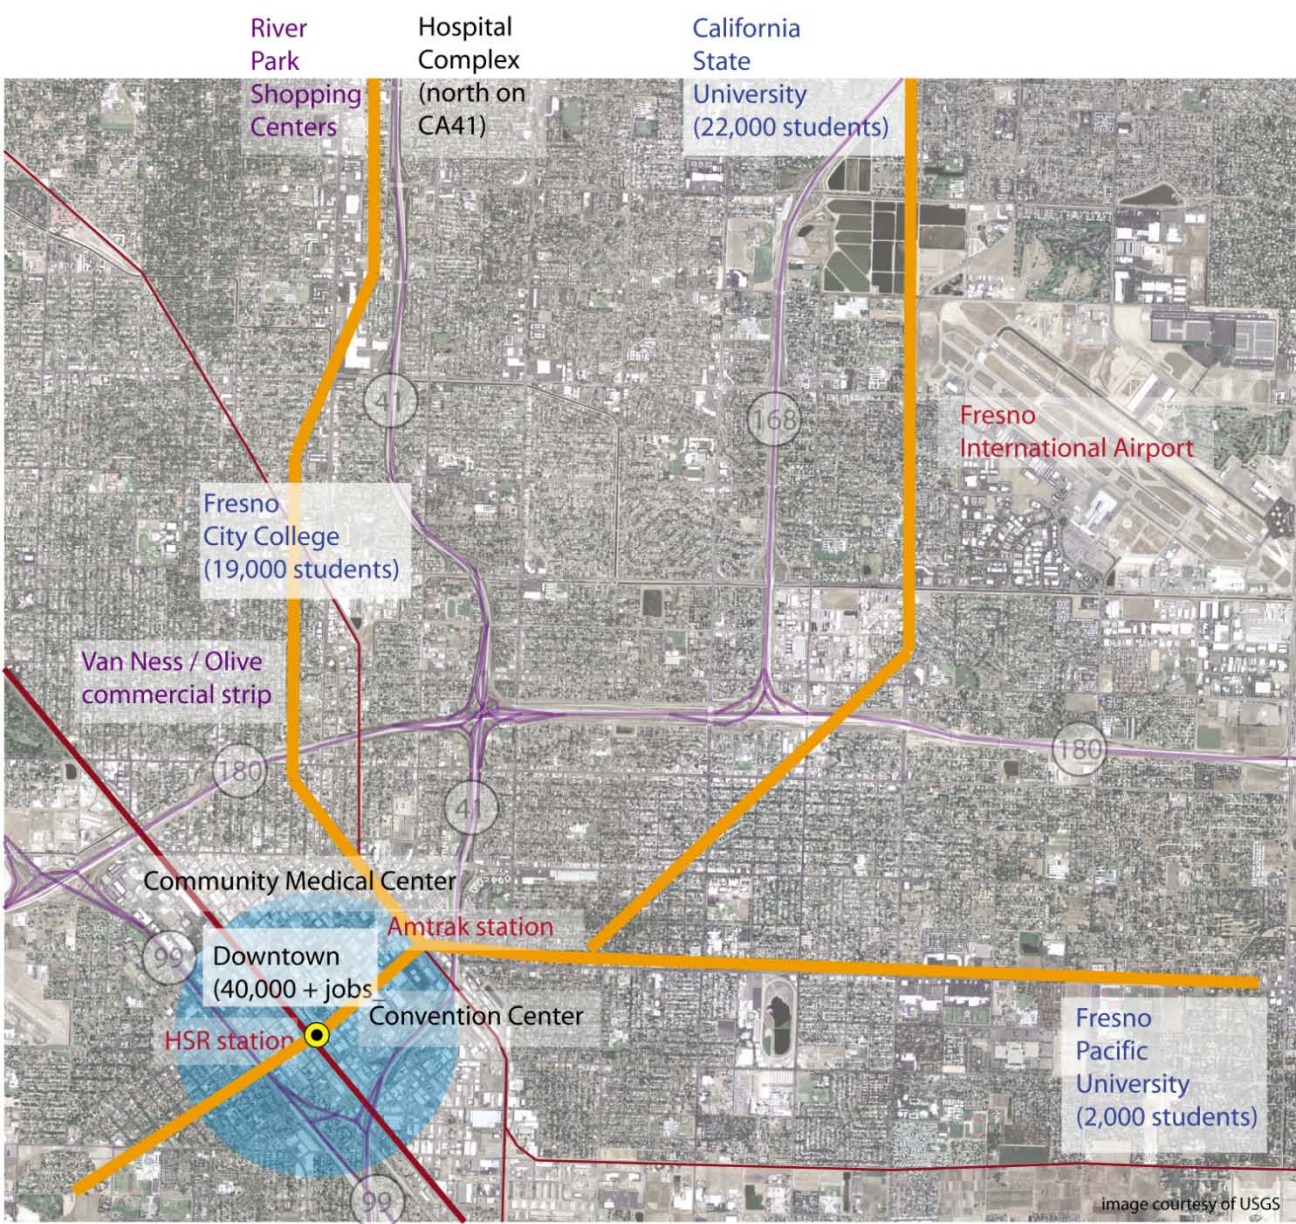 River
Park
Shopping
Centers
Hospital
Complex
(north on
CA41)
California
State
University
(22,000 students)
41
168
Fresno
International Airport
Fresno
City College
(19,000 students)
Van Ness / Olive
commercial strip
180
180
41
Community Medical Center
Amtrak station
99
Downtown
(40,000 + jobs
Convention Center
HSR station
Fresno
Pacific
University
(2,000 students)
99
image courtesy of USGS